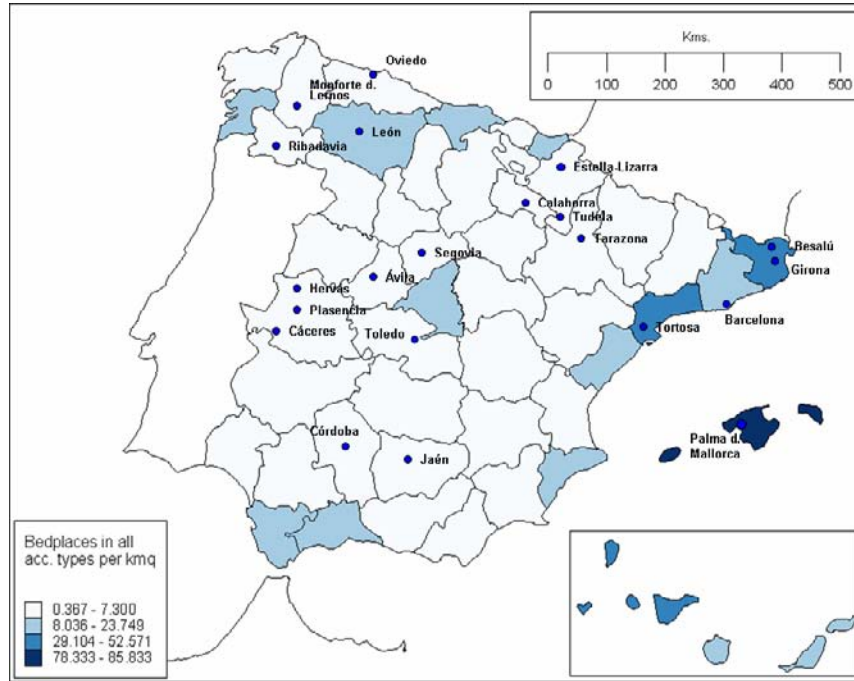 Kms.
0 100 200 300 400 500
Oviedo
Monforte d.
Lemos
León
Ribadavia
Estella-Lizarra
Calahorra
Tudela
Tarazona
Segovia
Besalú
Girona
Ávila
Hervás
Plasencia
Cáceres
Toledo
Tortosa
Barcelona
Palma d.
Mallorca
Córdoba
Jaén
Bedplaces in all
acc. types per kmq
0.367 - 7.300
8.036 - 23.749
29.104 - 52.571
78.333 - 85.833